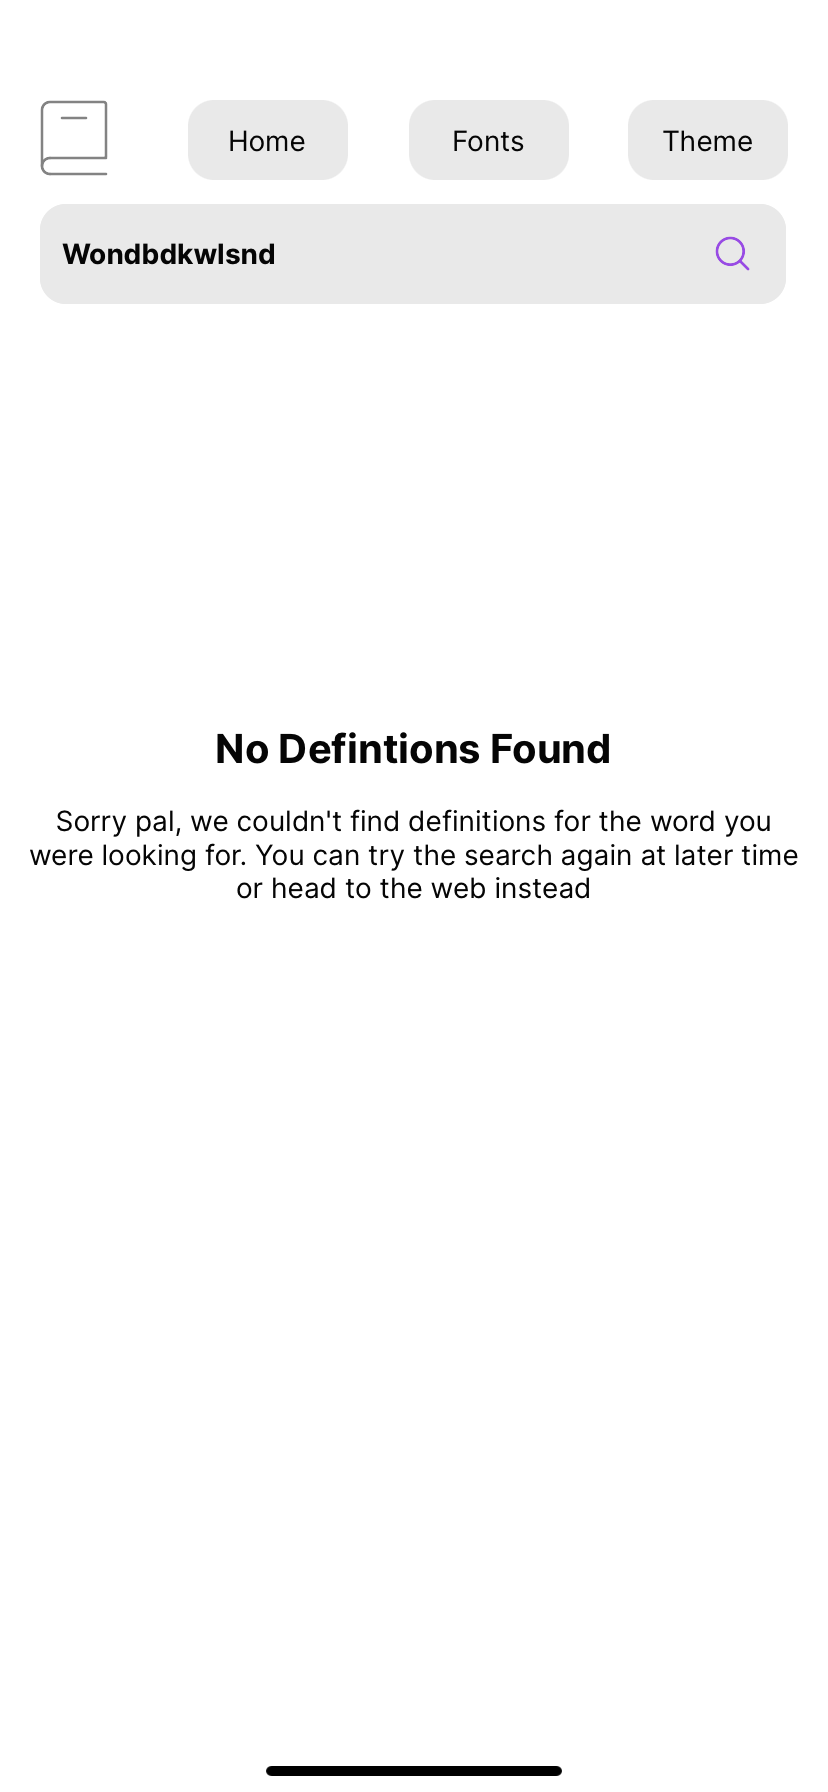 Home
Fonts
Theme
Wondbdkwlsnd
No Defintions Found
Sorry pal, we couldn't find definitions for the word you
were looking for. You can try the search again at later time
or head to the web instead